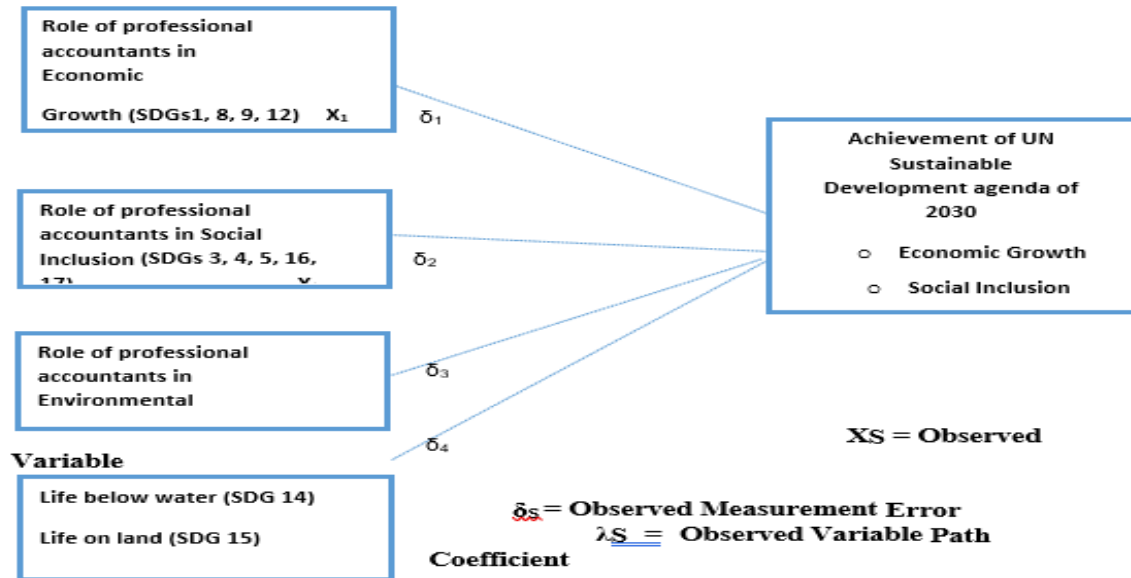 Role of professional
accountants in
Economic
Growth (SDGs1, 8, 9, 12) X₁
δ₁
Role of professional
accountants in Social
Inclusion (SDGs 3, 4, 5, 16,
17)
δ₂
Role of professional
accountants in
Environmental
δ₃
δ₄
Achievement of UN
Sustainable
Development agenda of
2030
o Economic Growth
o Social Inclusion
XS = Observed
Variable
Life below water (SDG 14)
Life on land (SDG 15)
δs = Observed Measurement Error
λS = Observed Variable Path
Coefficient